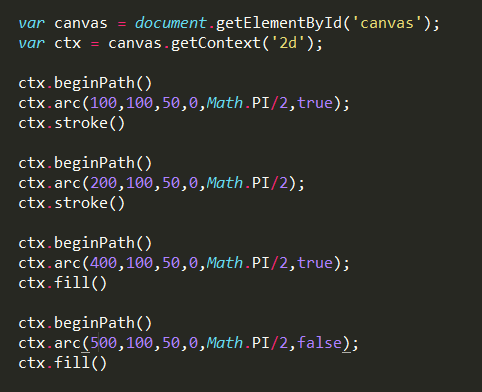 var canvas = document.getElementById('canvas');
var ctx = canvas.getContext('2d');
ctx.beginPath()
ctx.arc(100,100,50,0,Math.PI/2,true);
ctx.stroke()
ctx.beginPath()
ctx.arc(200,100,50,0,Math.PI/2);
ctx.stroke()
ctx.beginPath()
ctx.arc(400,100,50,0,Math.PI/2,true);
ctx.fill()
ctx.beginPath()
ctx.arc(500,100,50,0,Math.PI/2,false);
ctx.fill()